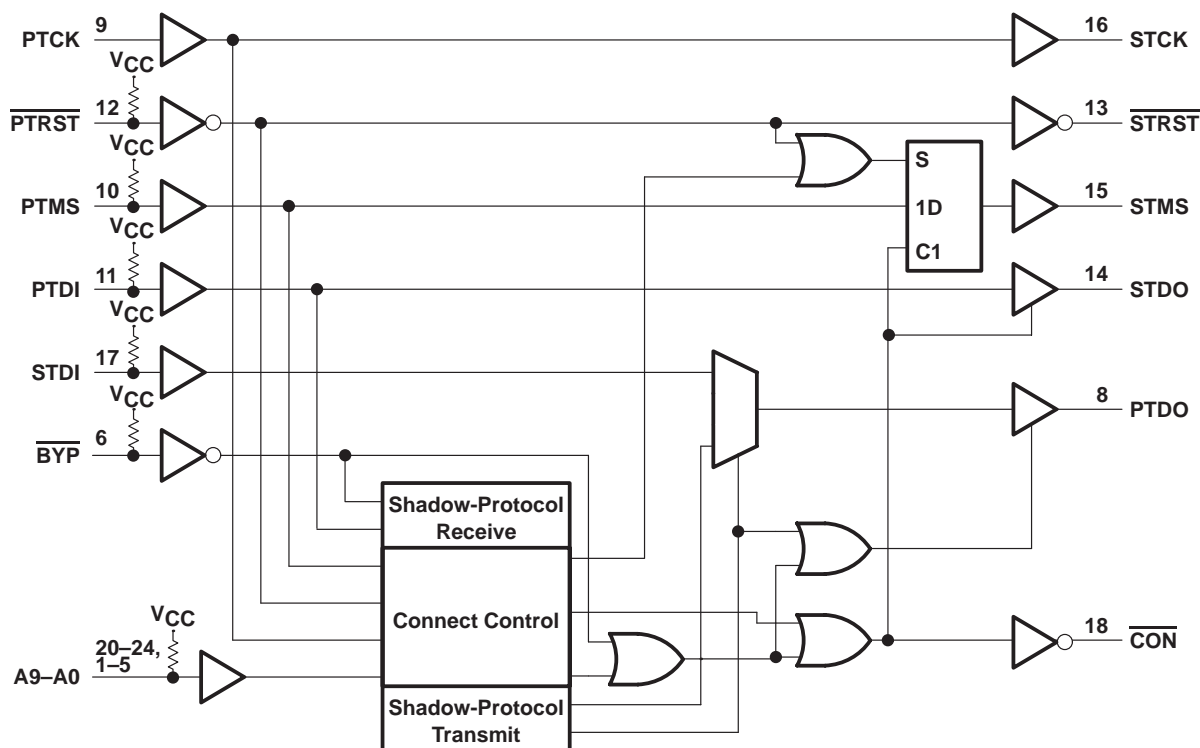 PTCK 9 16 STCK
VCC
PTRST 12 13 STRST
VCC
S
PTMS 10 1D 15 STMS
VCC
C1
PTDI 11 14 STDO
VCC
STDI 17
VCC
8 PTDO
BYP 6
Shadow-Protocol
Receive
Connect Control
VCC
20–24,
1–5
A9–A0
18 CON
Shadow-Protocol
Transmit